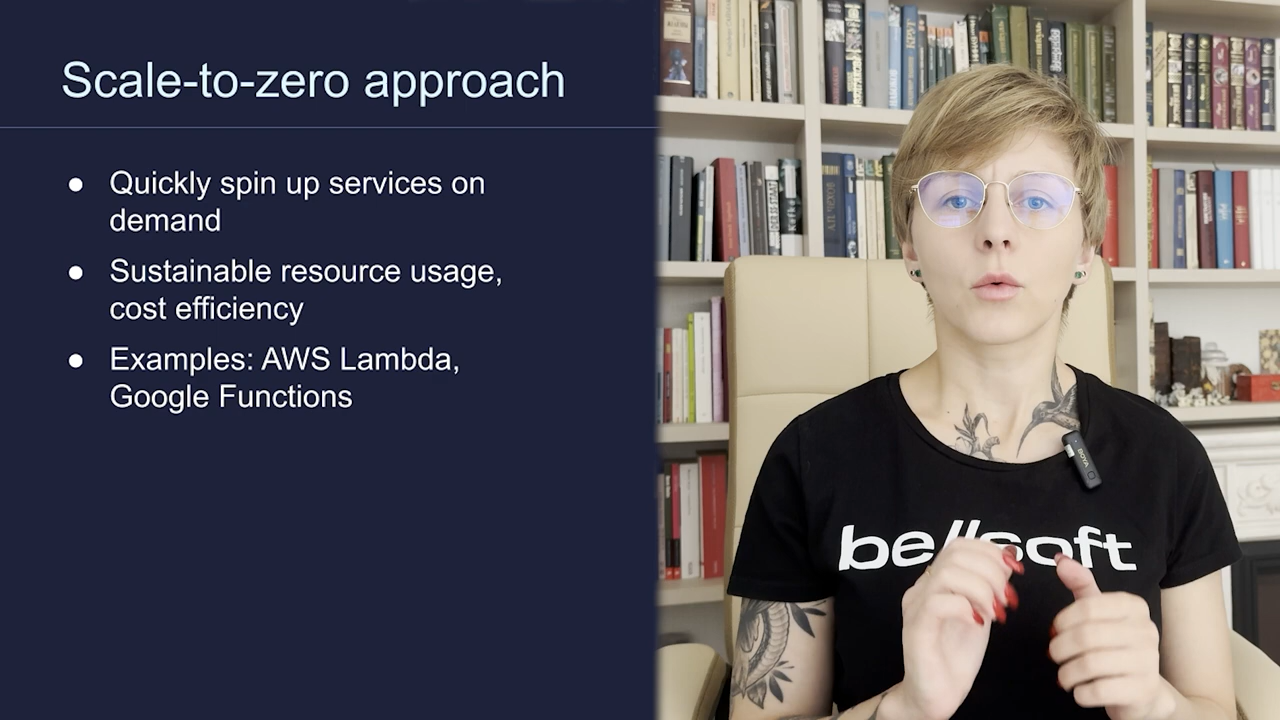 Scale-to-zero approach
● Quickly spin up services on
demand
● Sustainable resource usage,
cost efficiency
● Examples: AWS Lambda,
Google Functions
bellsoft
BOYA